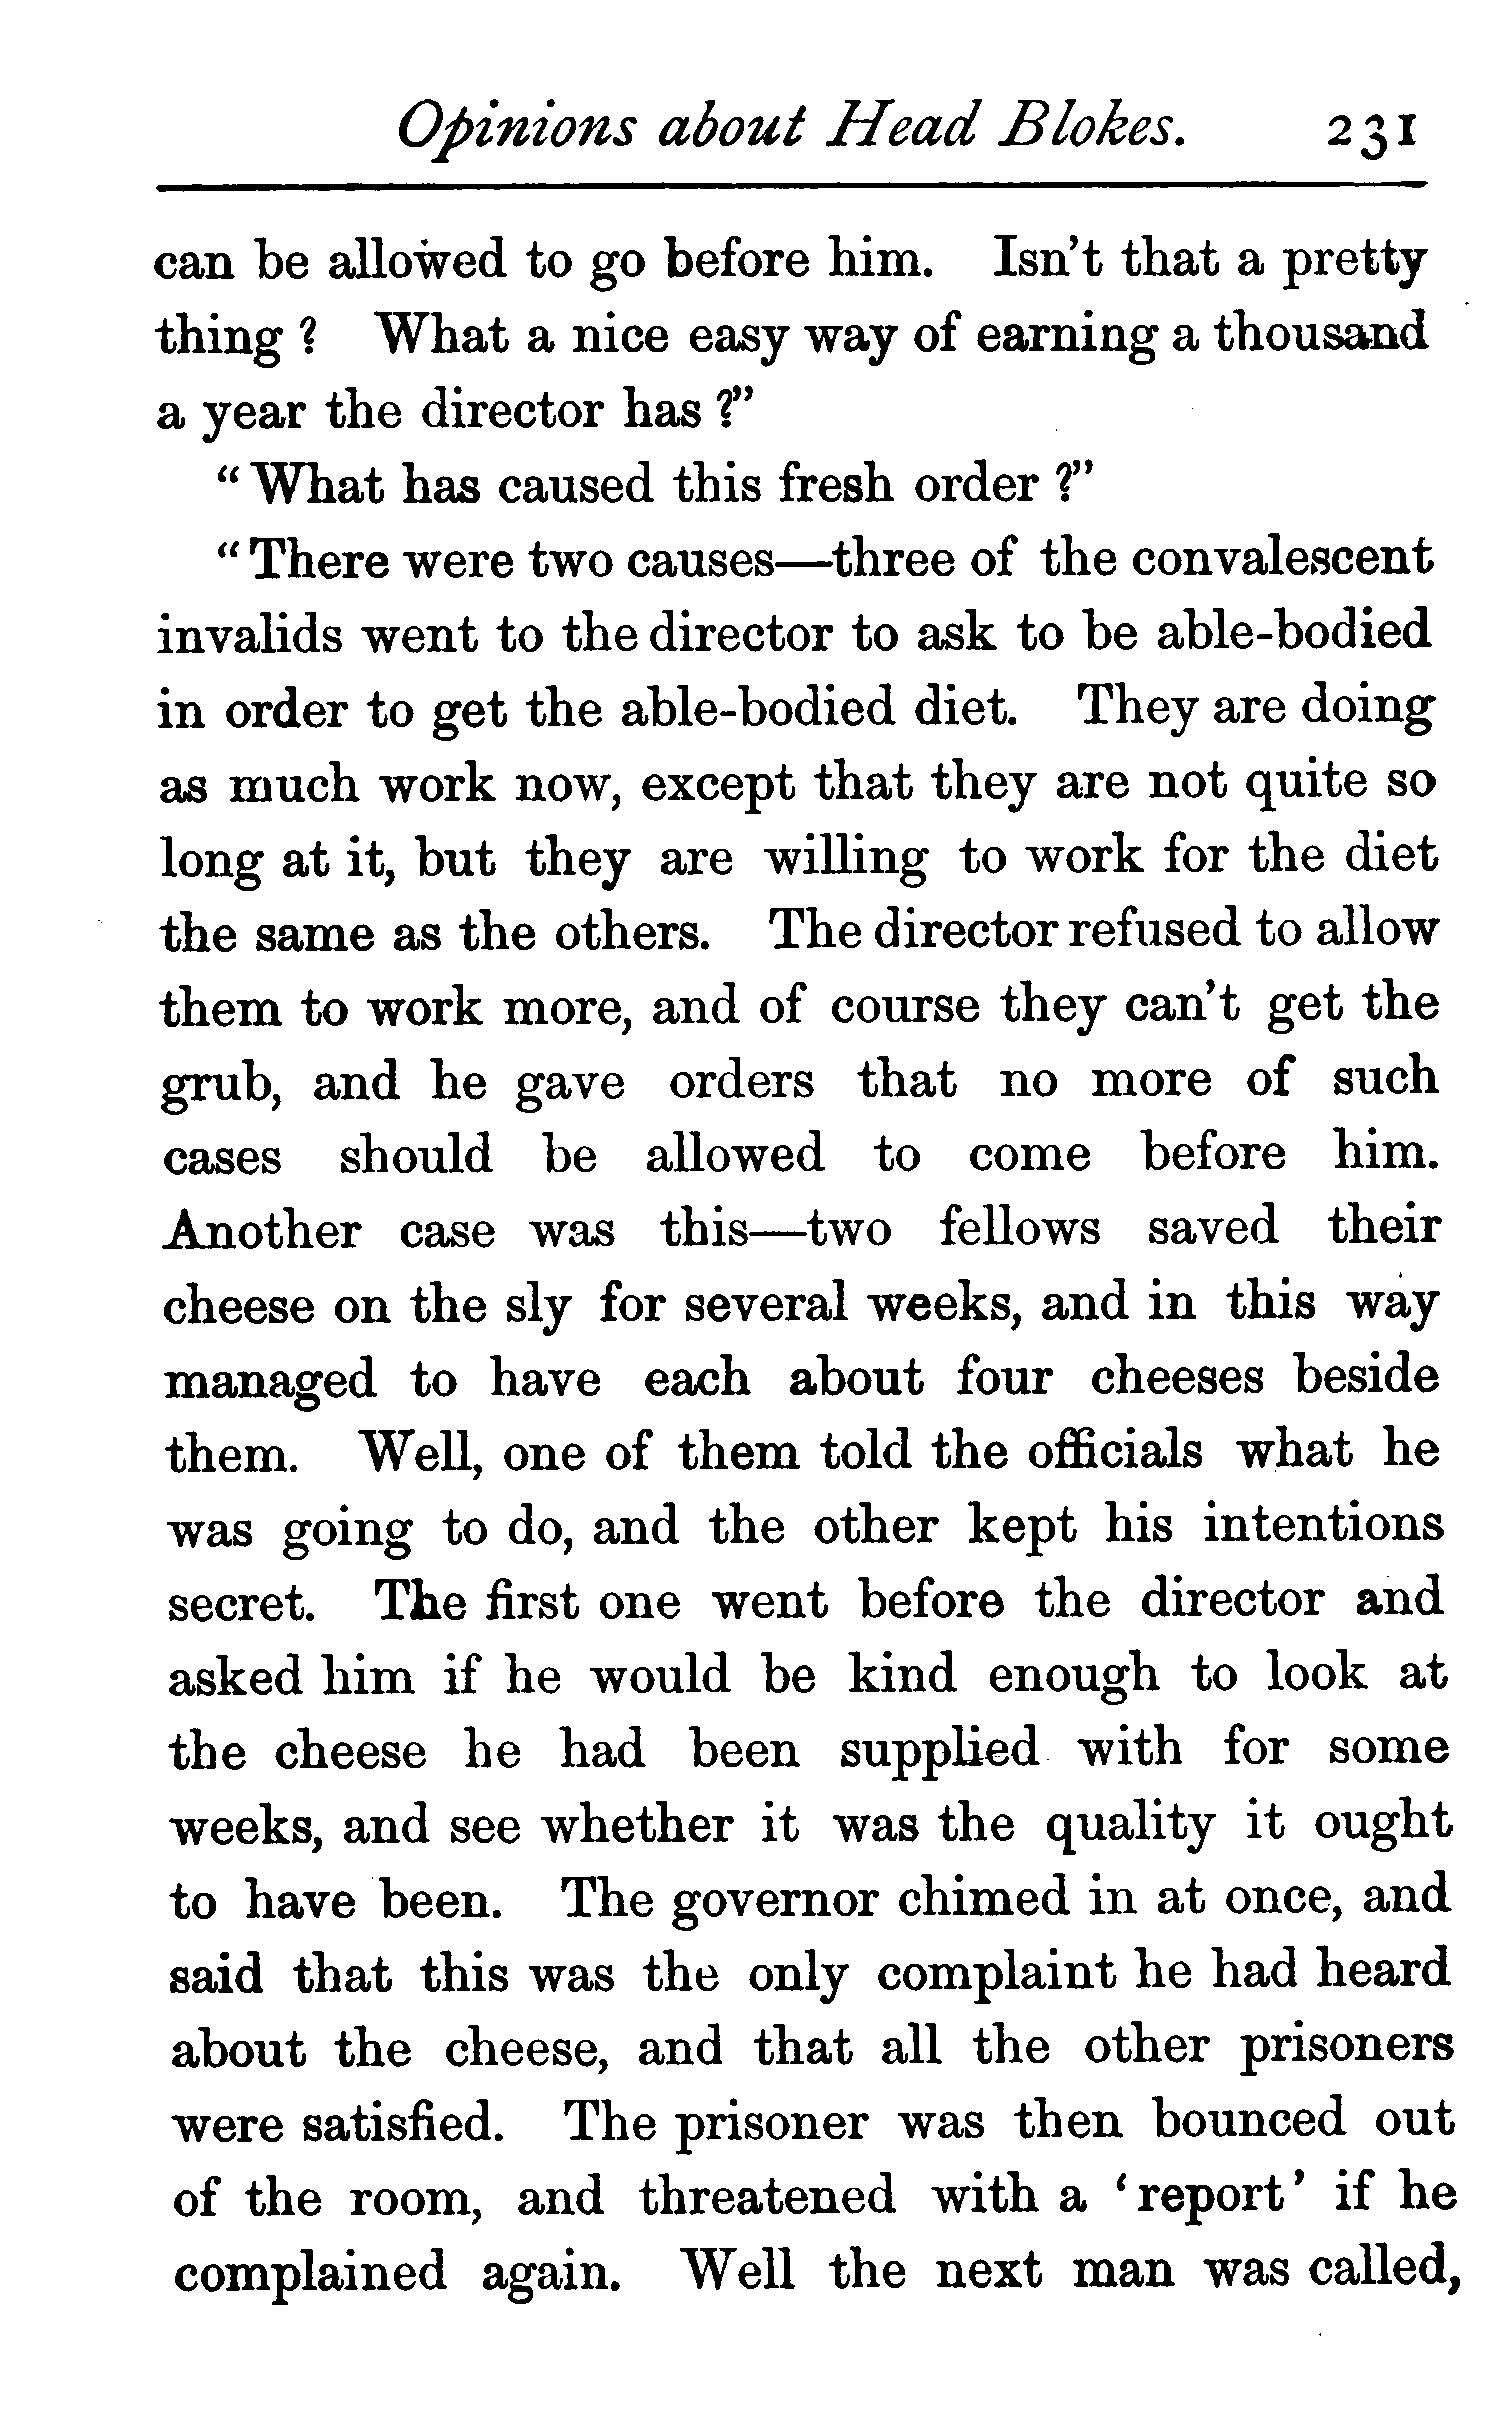 Opinions about Head Blokes. 231
can be allowed to go before him. Isn't that a pretty
thing ? What a nice easy way of earning a thousand
a year the director has ?"
"What has caused this fresh order ?"
"There were two causes—three of the convalescent
invalids went to the director to ask to be able-bodied
in order to get the able-bodied diet. They are doing
as much work now, except that they are not quite so
long at it, but they are willing to work for the diet
the same as the others. The director refused to allow
them to work more, and of course they can't get the
grub, and he gave orders that no more of such
cases should be allowed to come before him.
Another case was this—two fellows saved their
cheese on the sly for several weeks, and in this way
managed to have each about four cheeses beside
them. Well, one of them told the officials what he
was going to do, and the other kept his intentions
secret. The first one went before the director and
asked him if he would be kind enough to look at
the cheese he had been supplied with for some
weeks, and see whether it was the quality it ought
to have been. The governor chimed in at once, and
said that this was the only complaint he had heard
about the cheese, and that all the other prisoners
were satisfied. The prisoner was then bounced out
of the room, and threatened with a 'report' if he
complained again. Well the next man was called,